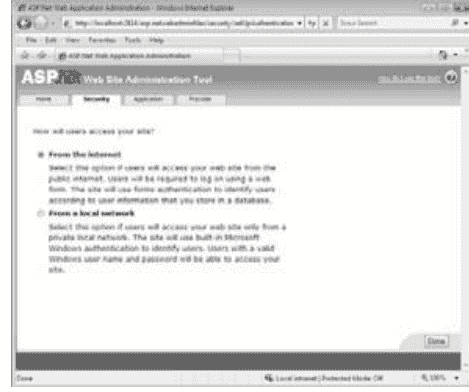 ASP.Net Web Application Administration - Windows Internet Explorer
File Edit View Favorites Tools Help
ASP.Net Web Application Administration
ASP Web Site Administration Tool
Home Security Application Provider
How will users access your site?
From the internet
Select this option if users will access your web site from the
public internet. Users will be required to log on using a web
form. The site will use forms authentication to identify users
according to user information that you store in a database.
From a local network
Select this option if users will access your web site only from a
private local network. The site will use built-in Microsoft
Windows authentication to identify users. Users with a valid
Windows user name and password will be able to access your
site.
Done
Done
Local intranet | Protected Mode: Off
100%